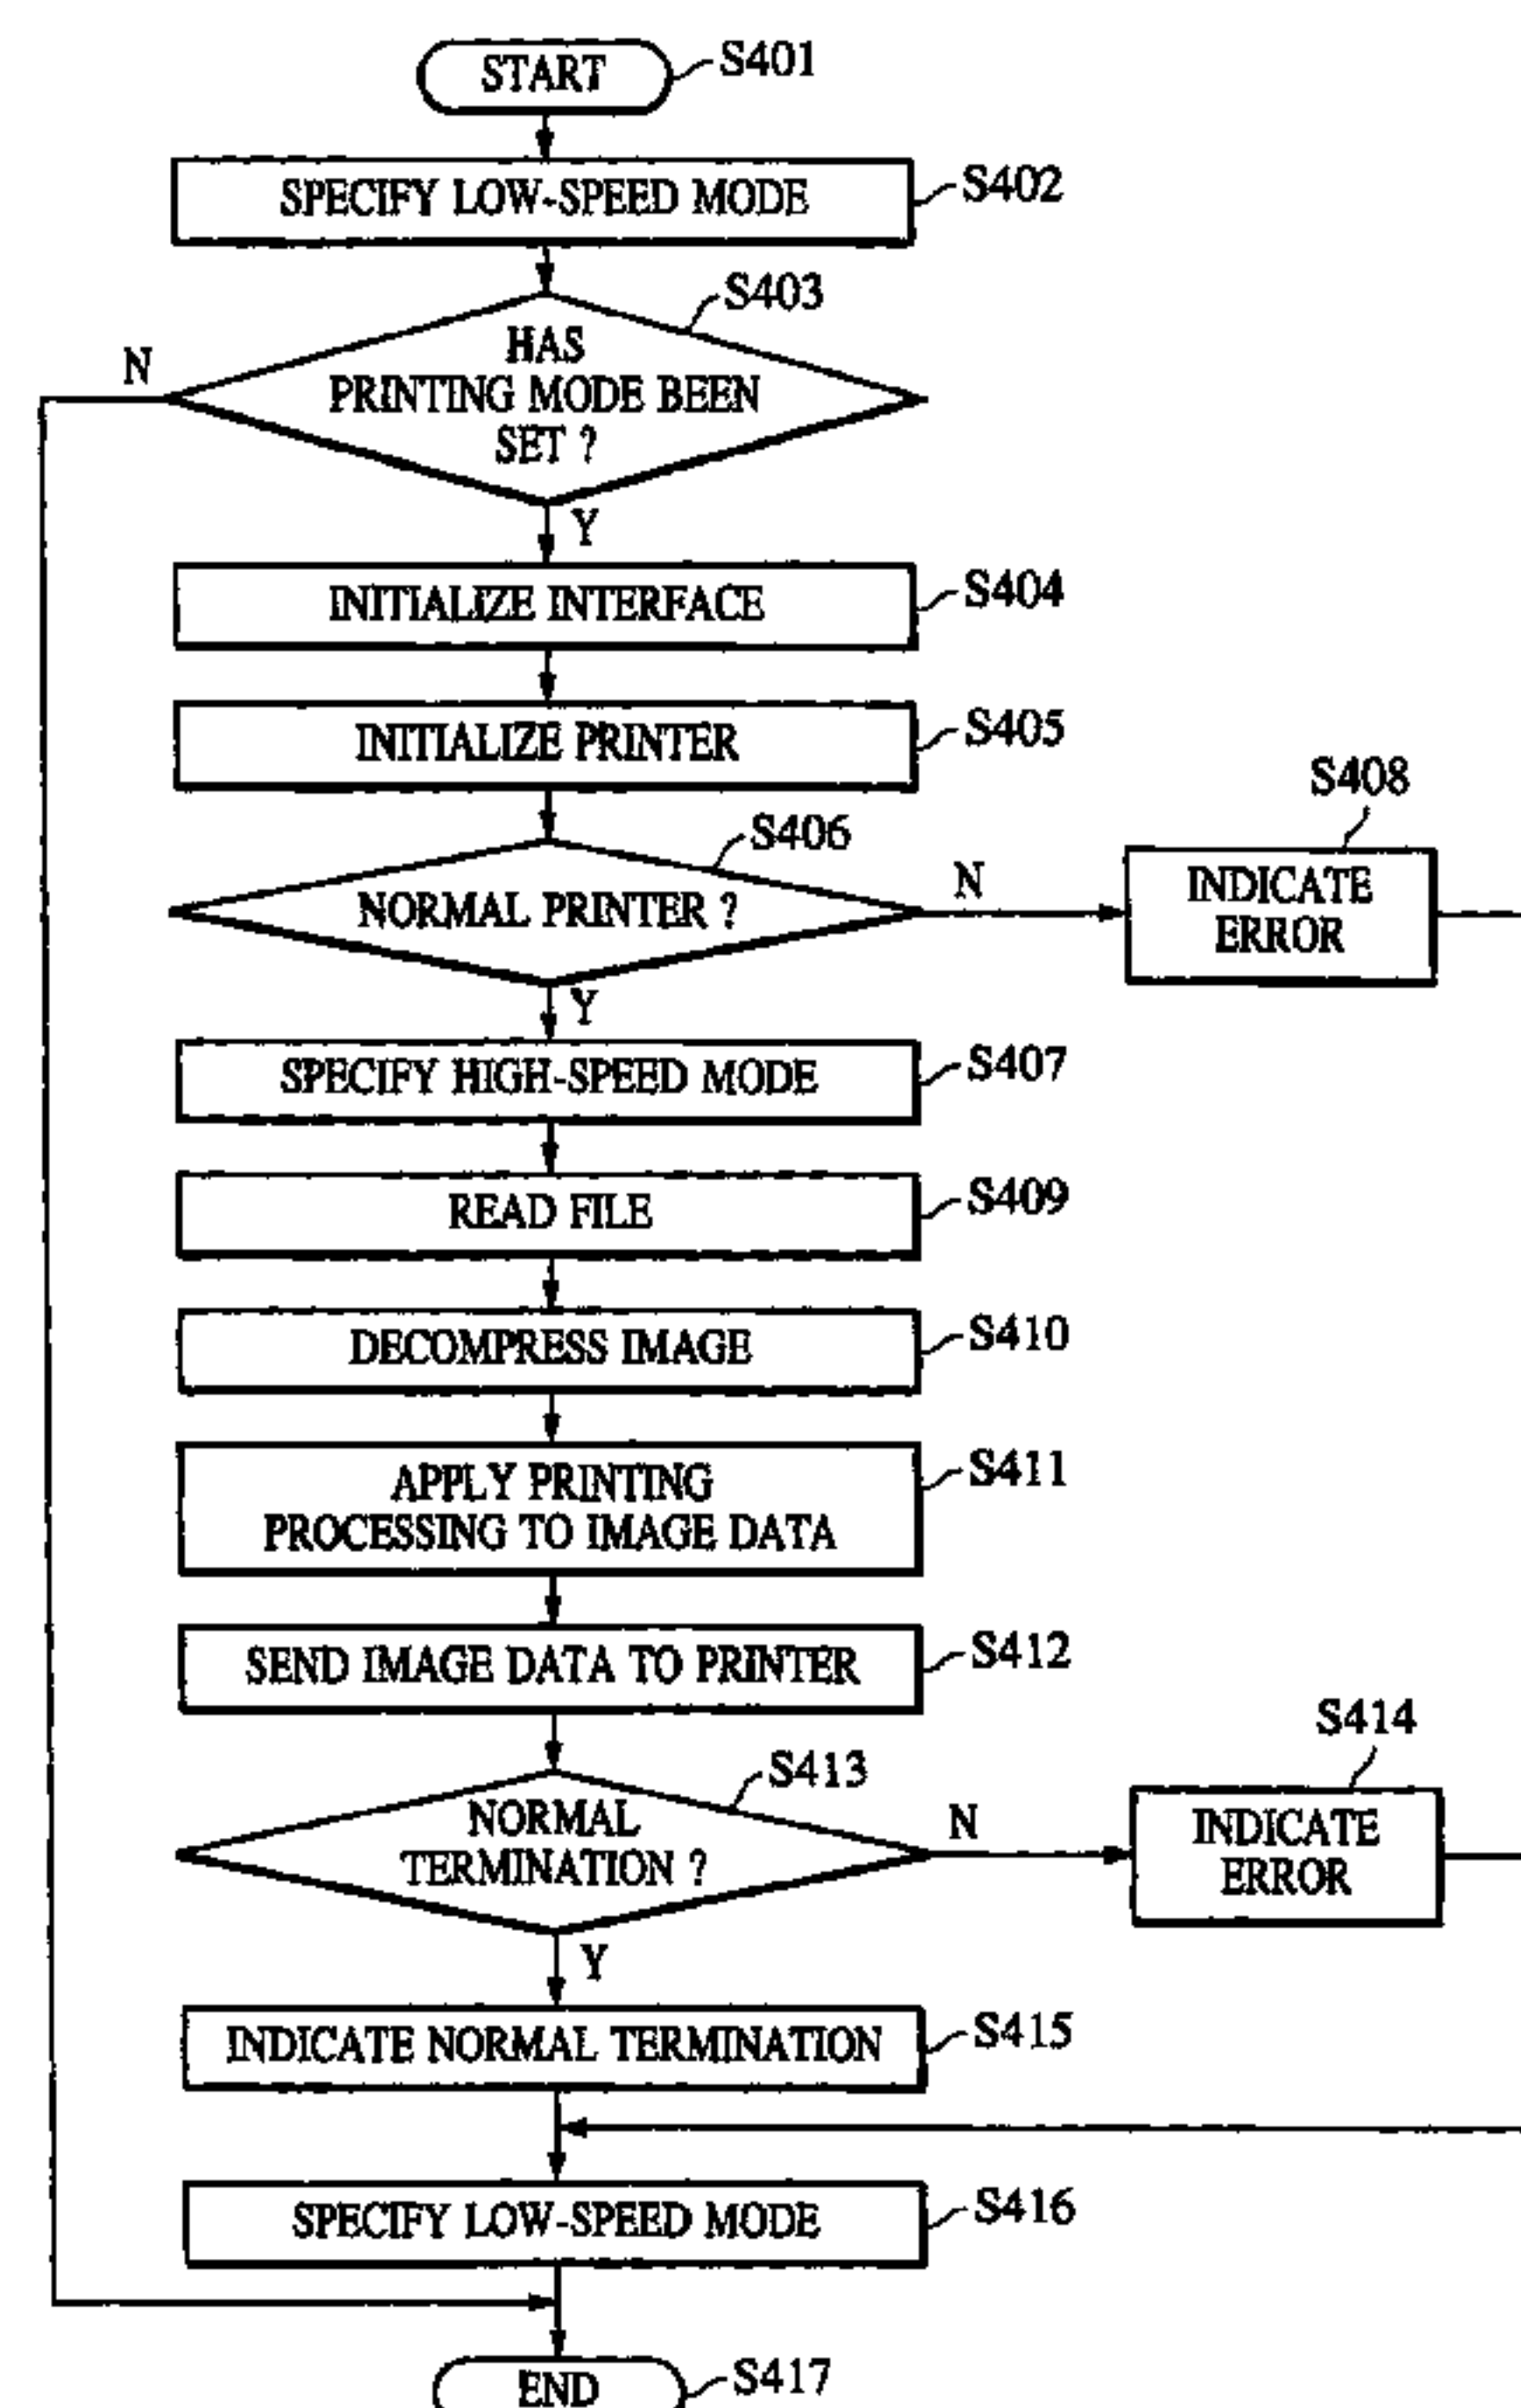 START
S401
SPECIFY LOW-SPEED MODE
S402
S403
HAS
PRINTING MODE BEEN
SET ?
N
Y
INITIALIZE INTERFACE
S404
INITIALIZE PRINTER
S405
S406
NORMAL PRINTER ?
N
S408
INDICATE
ERROR
Y
SPECIFY HIGH-SPEED MODE
S407
READ FILE
S409
DECOMPRESS IMAGE
S410
APPLY PRINTING
PROCESSING TO IMAGE DATA
S411
SEND IMAGE DATA TO PRINTER
S412
S413
NORMAL
TERMINATION ?
N
S414
INDICATE
ERROR
Y
INDICATE NORMAL TERMINATION
S415
SPECIFY LOW-SPEED MODE
S416
END
S417